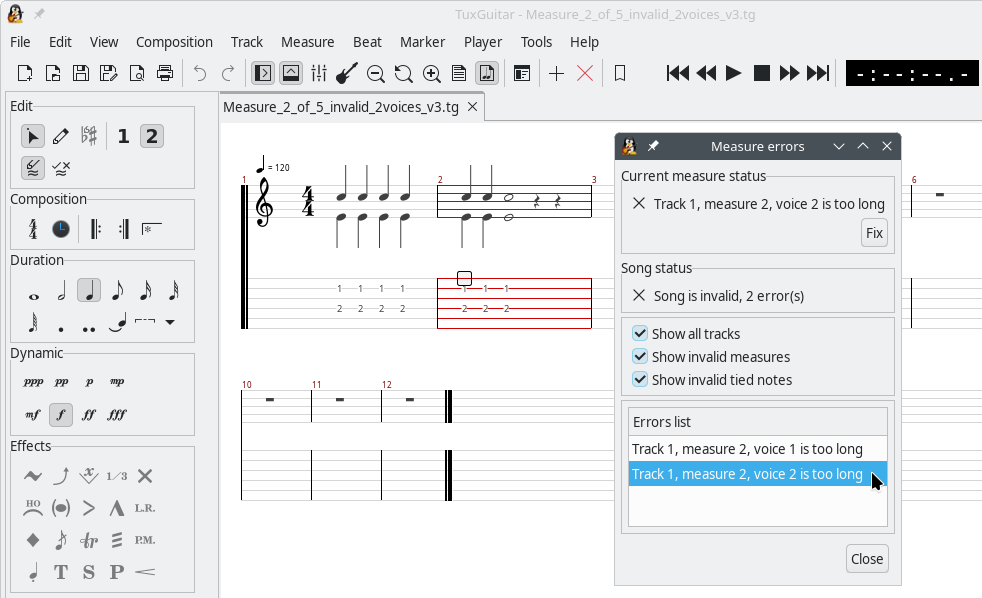 TuxGuitar - Measure_2_of_5_invalid_2voices_v3.tg
File Edit View Composition Track Measure Beat Marker Player Tools Help
-:--:--.-
Edit
1 2
Composition
4
4
Duration
Dynamic
ppp pp p mp
mf f ff fff
Effects
1/3
HO L.R.
tr P.M.
T S P
Measure_2_of_5_invalid_2voices_v3.tg
= 120
1 2 3 6
4
4
1 1 1 1 1 1 1
2 2 2 2 2 2 2
10 11 12
Measure errors
Current measure status
Track 1, measure 2, voice 2 is too long
Fix
Song status
Song is invalid, 2 error(s)
Show all tracks
Show invalid measures
Show invalid tied notes
Errors list
Track 1, measure 2, voice 1 is too long
Track 1, measure 2, voice 2 is too long
Close